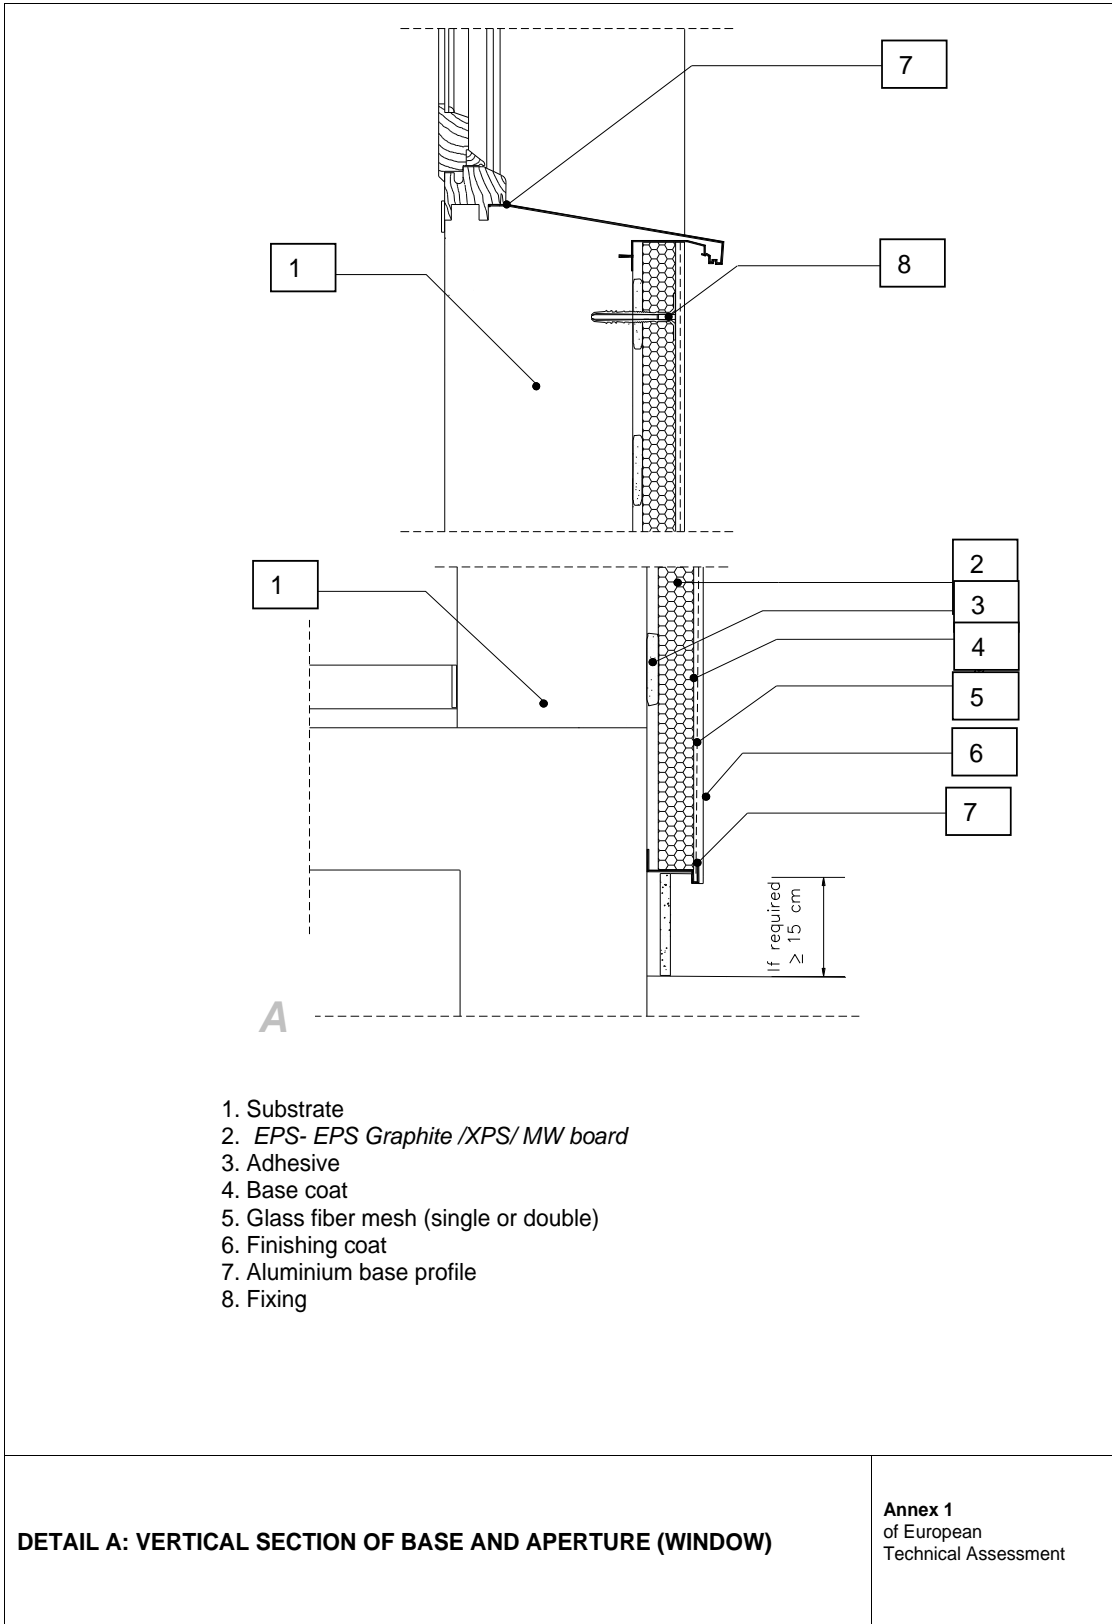 7
1
8
1
2
3
4
5
6
7
If required
≥ 15 cm
A
1. Substrate
2. EPS- EPS Graphite /XPS/ MW board
3. Adhesive
4. Base coat
5. Glass fiber mesh (single or double)
6. Finishing coat
7. Aluminium base profile
8. Fixing
DETAIL A: VERTICAL SECTION OF BASE AND APERTURE (WINDOW)
Annex 1
of European
Technical Assessment